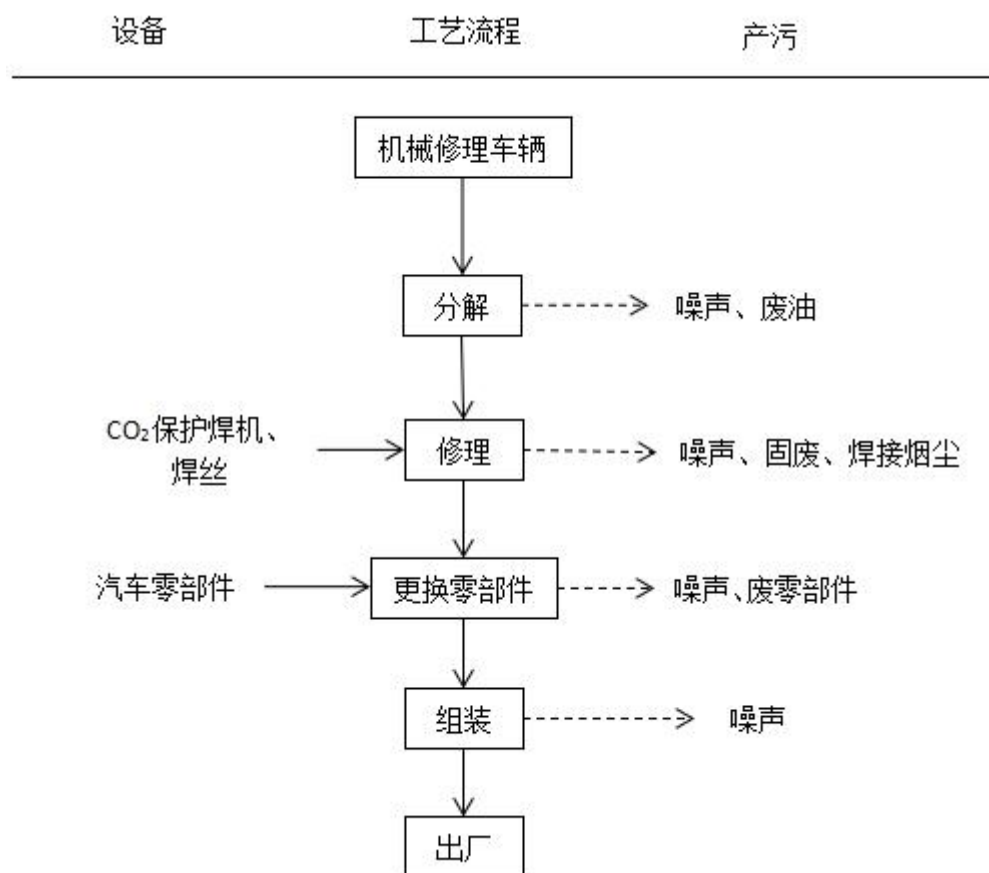 设备 工艺流程 产污
机械修理车辆
分解 噪声、废油
CO₂保护焊机、
焊丝
修理 噪声、固废、焊接烟尘
汽车零部件 更换零部件 噪声、废零部件
组装 噪声
出厂